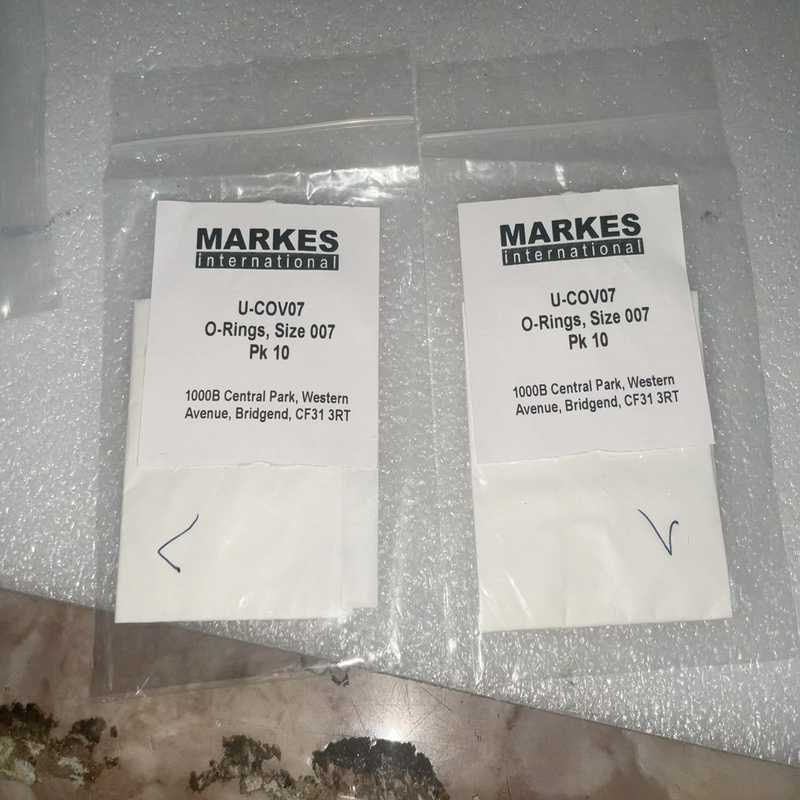 MARKES
international
U-COV07
O-Rings, Size 007
Pk 10
1000B Central Park, Western
Avenue, Bridgend, CF31 3RT
MARKES
international
U-COV07
O-Rings, Size 007
Pk 10
1000B Central Park, Western
Avenue, Bridgend, CF31 3RT